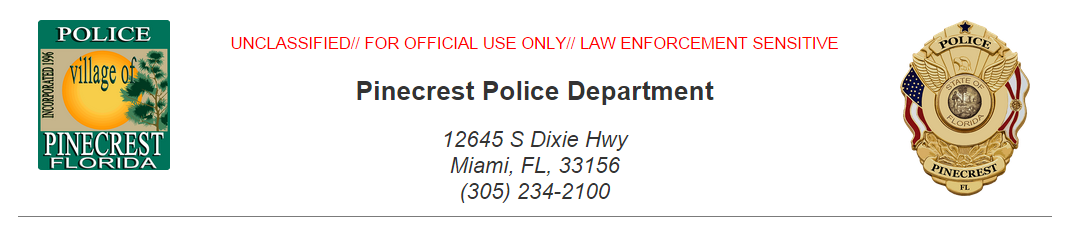 POLICE
INCORPORATED 1996
village of
PINECREST
FLORIDA
UNCLASSIFIED// FOR OFFICIAL USE ONLY// LAW ENFORCEMENT SENSITIVE
Pinecrest Police Department
12645 S Dixie Hwy
Miami, FL, 33156
(305) 234-2100
POLICE
STATE OF
FLORIDA
PINECREST
FL